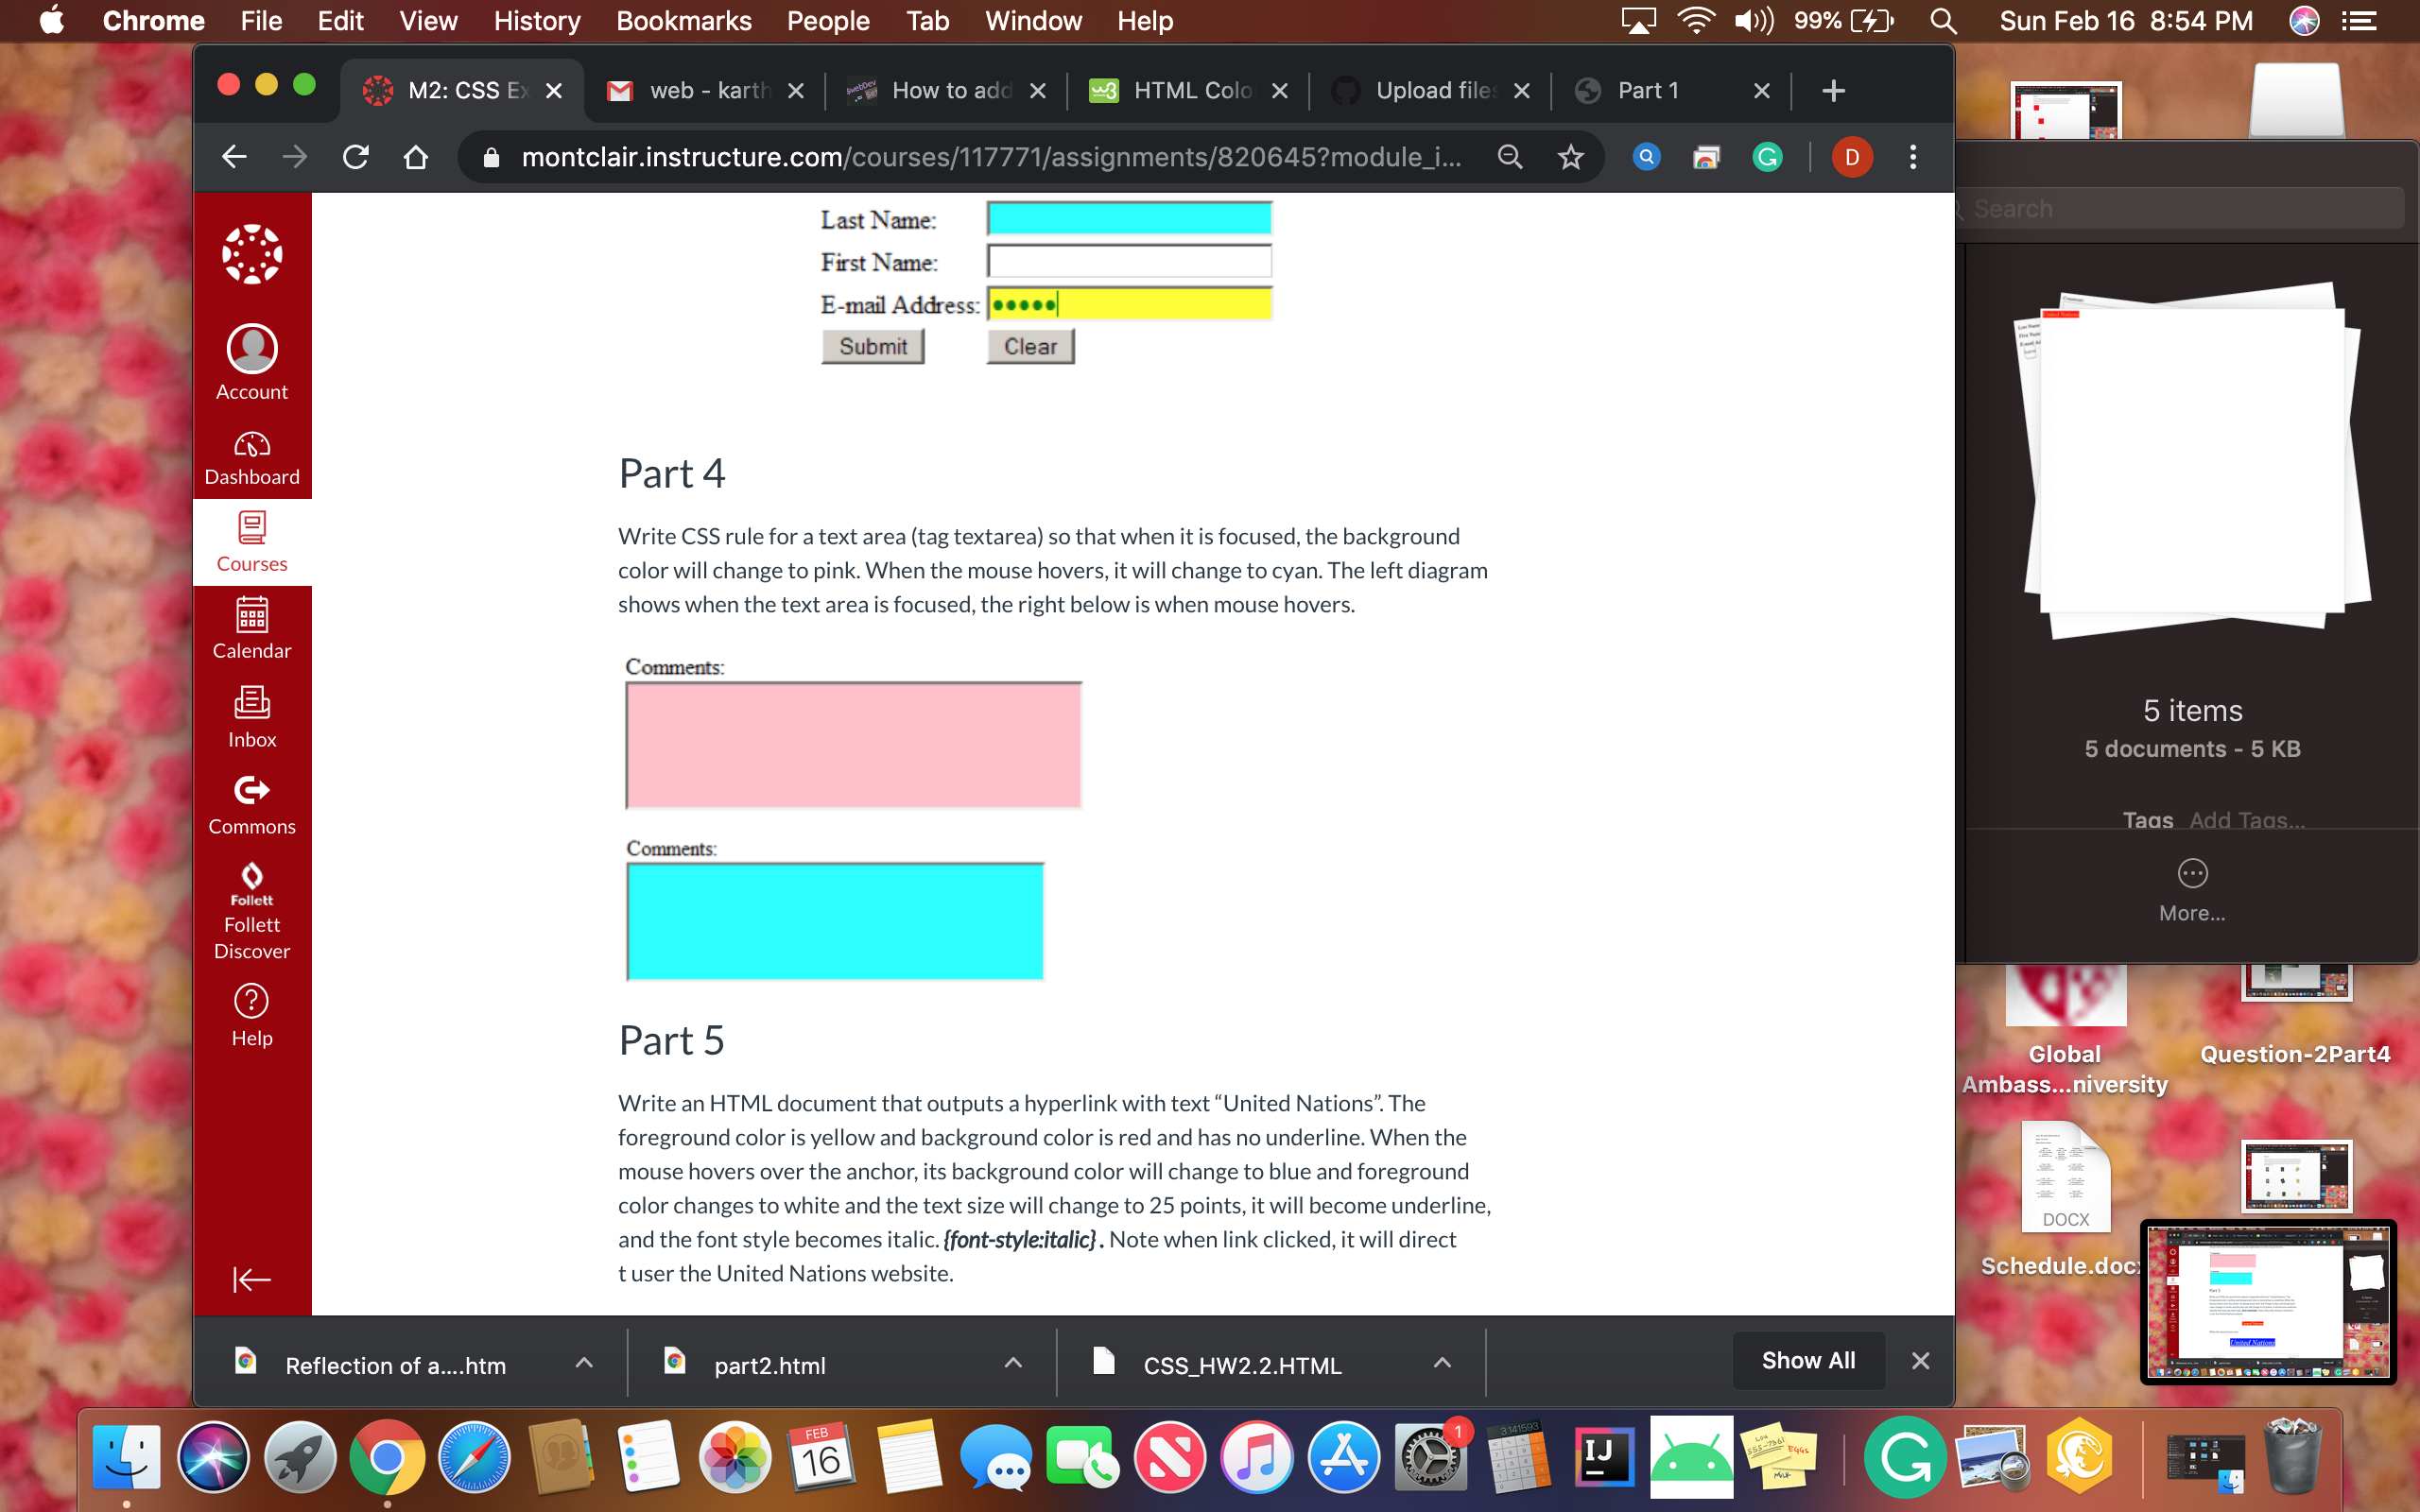 Chrome File Edit View History Bookmarks People Tab Window Help 99% Sun Feb 16 8:54 PM
M2: CSS Ex web - karth How to add HTML Colo Upload files Part 1
montclair.instructure.com/courses/117771/assignments/820645?module_i...
Search
Last Name:
First Name:
E-mail Address:
Submit Clear
Account
Dashboard
Courses
Calendar
Inbox
Commons
Follett
Follett
Discover
Help
Part 4
Write CSS rule for a text area (tag textarea) so that when it is focused, the background
color will change to pink. When the mouse hovers, it will change to cyan. The left diagram
shows when the text area is focused, the right below is when mouse hovers.
Comments:
Comments:
Part 5
Write an HTML document that outputs a hyperlink with text “United Nations”. The
foreground color is yellow and background color is red and has no underline. When the
mouse hovers over the anchor, its background color will change to blue and foreground
color changes to white and the text size will change to 25 points, it will become underline,
and the font style becomes italic. {font-style:italic} . Note when link clicked, it will direct
t user the United Nations website.
5 items
5 documents - 5 KB
Tags Add Tags...
More...
Global
Ambass...niversity
Question-2Part4
DOCX
Schedule.docx
United Nations
Reflection of a....htm part2.html CSS_HW2.2.HTML Show All
FEB
16
1
3.141593
IJ
EGGS
MILK